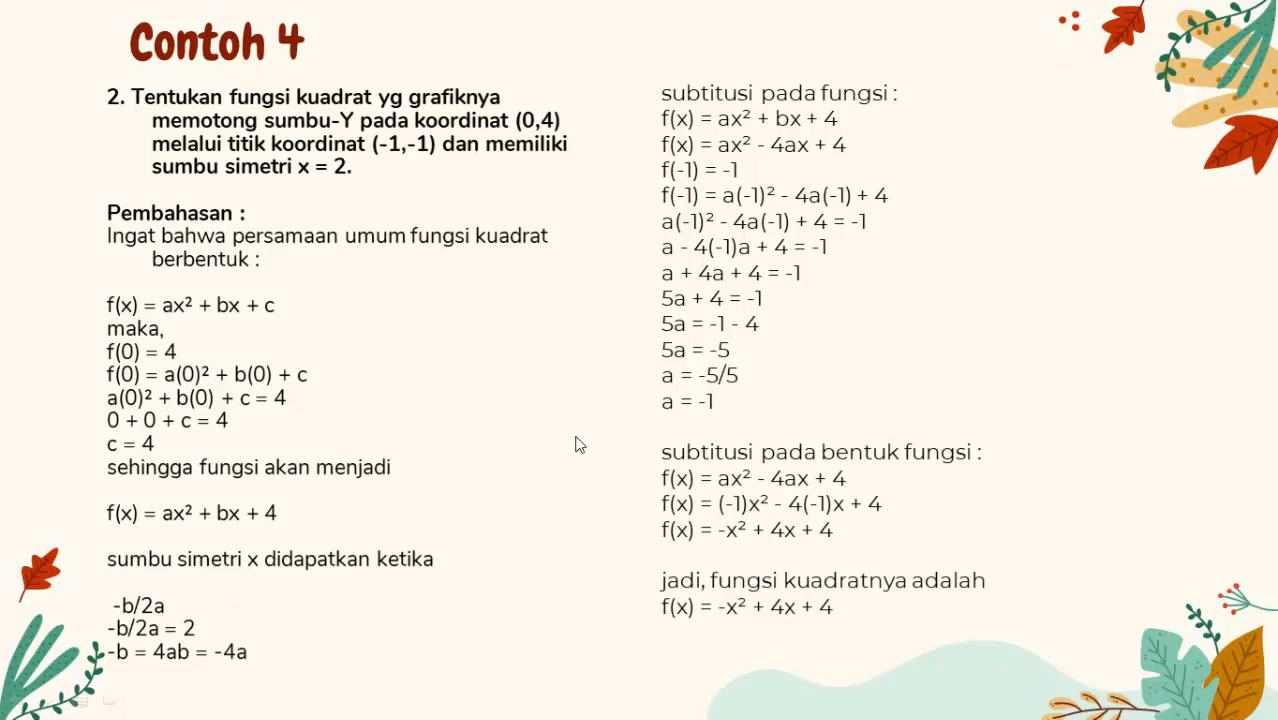 Contoh 4
2. Tentukan fungsi kuadrat yg grafiknya
memotong sumbu-Y pada koordinat (0,4)
melalui titik koordinat (-1,-1) dan memiliki
sumbu simetri x = 2.
Pembahasan :
Ingat bahwa persamaan umum fungsi kuadrat
berbentuk :
f(x) = ax² + bx + c
maka,
f(0) = 4
f(0) = a(0)² + b(0) + c
a(0)² + b(0) + c = 4
0 + 0 + c = 4
c = 4
sehingga fungsi akan menjadi
f(x) = ax² + bx + 4
sumbu simetri x didapatkan ketika
-b/2a
-b/2a = 2
-b = 4ab = -4a
subtitusi pada fungsi :
f(x) = ax² + bx + 4
f(x) = ax² - 4ax + 4
f(-1) = -1
f(-1) = a(-1)² - 4a(-1) + 4
a(-1)² - 4a(-1) + 4 = -1
a - 4(-1)a + 4 = -1
a + 4a + 4 = -1
5a + 4 = -1
5a = -1 - 4
5a = -5
a = -5/5
a = -1
subtitusi pada bentuk fungsi :
f(x) = ax² - 4ax + 4
f(x) = (-1)x² - 4(-1)x + 4
f(x) = -x² + 4x + 4
jadi, fungsi kuadratnya adalah
f(x) = -x² + 4x + 4